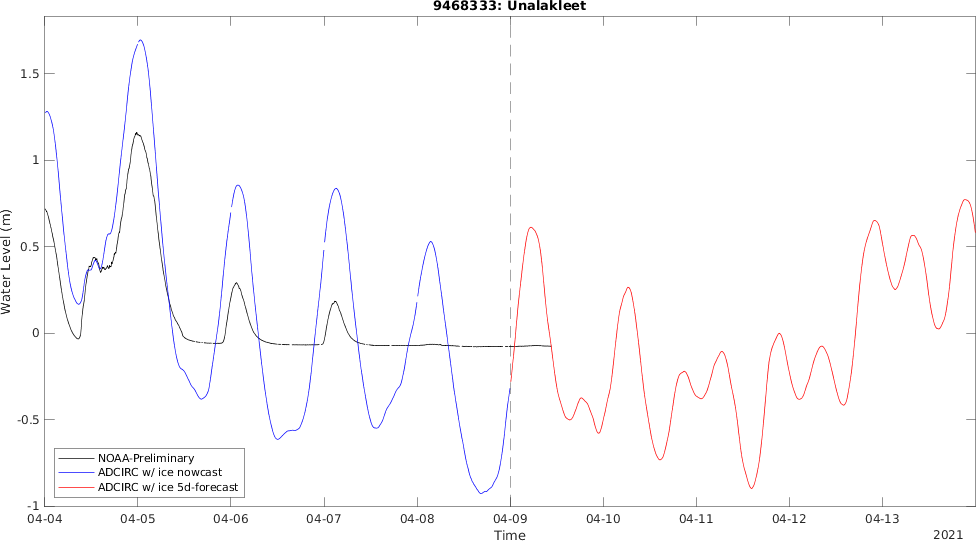 9468333: Unalakleet
Water Level (m)
1.5
1
0.5
0
-0.5
-1
NOAA-Preliminary
ADCIRC w/ ice nowcast
ADCIRC w/ ice 5d-forecast
04-04 04-05 04-06 04-07 04-08 04-09 04-10 04-11 04-12 04-13
Time
2021